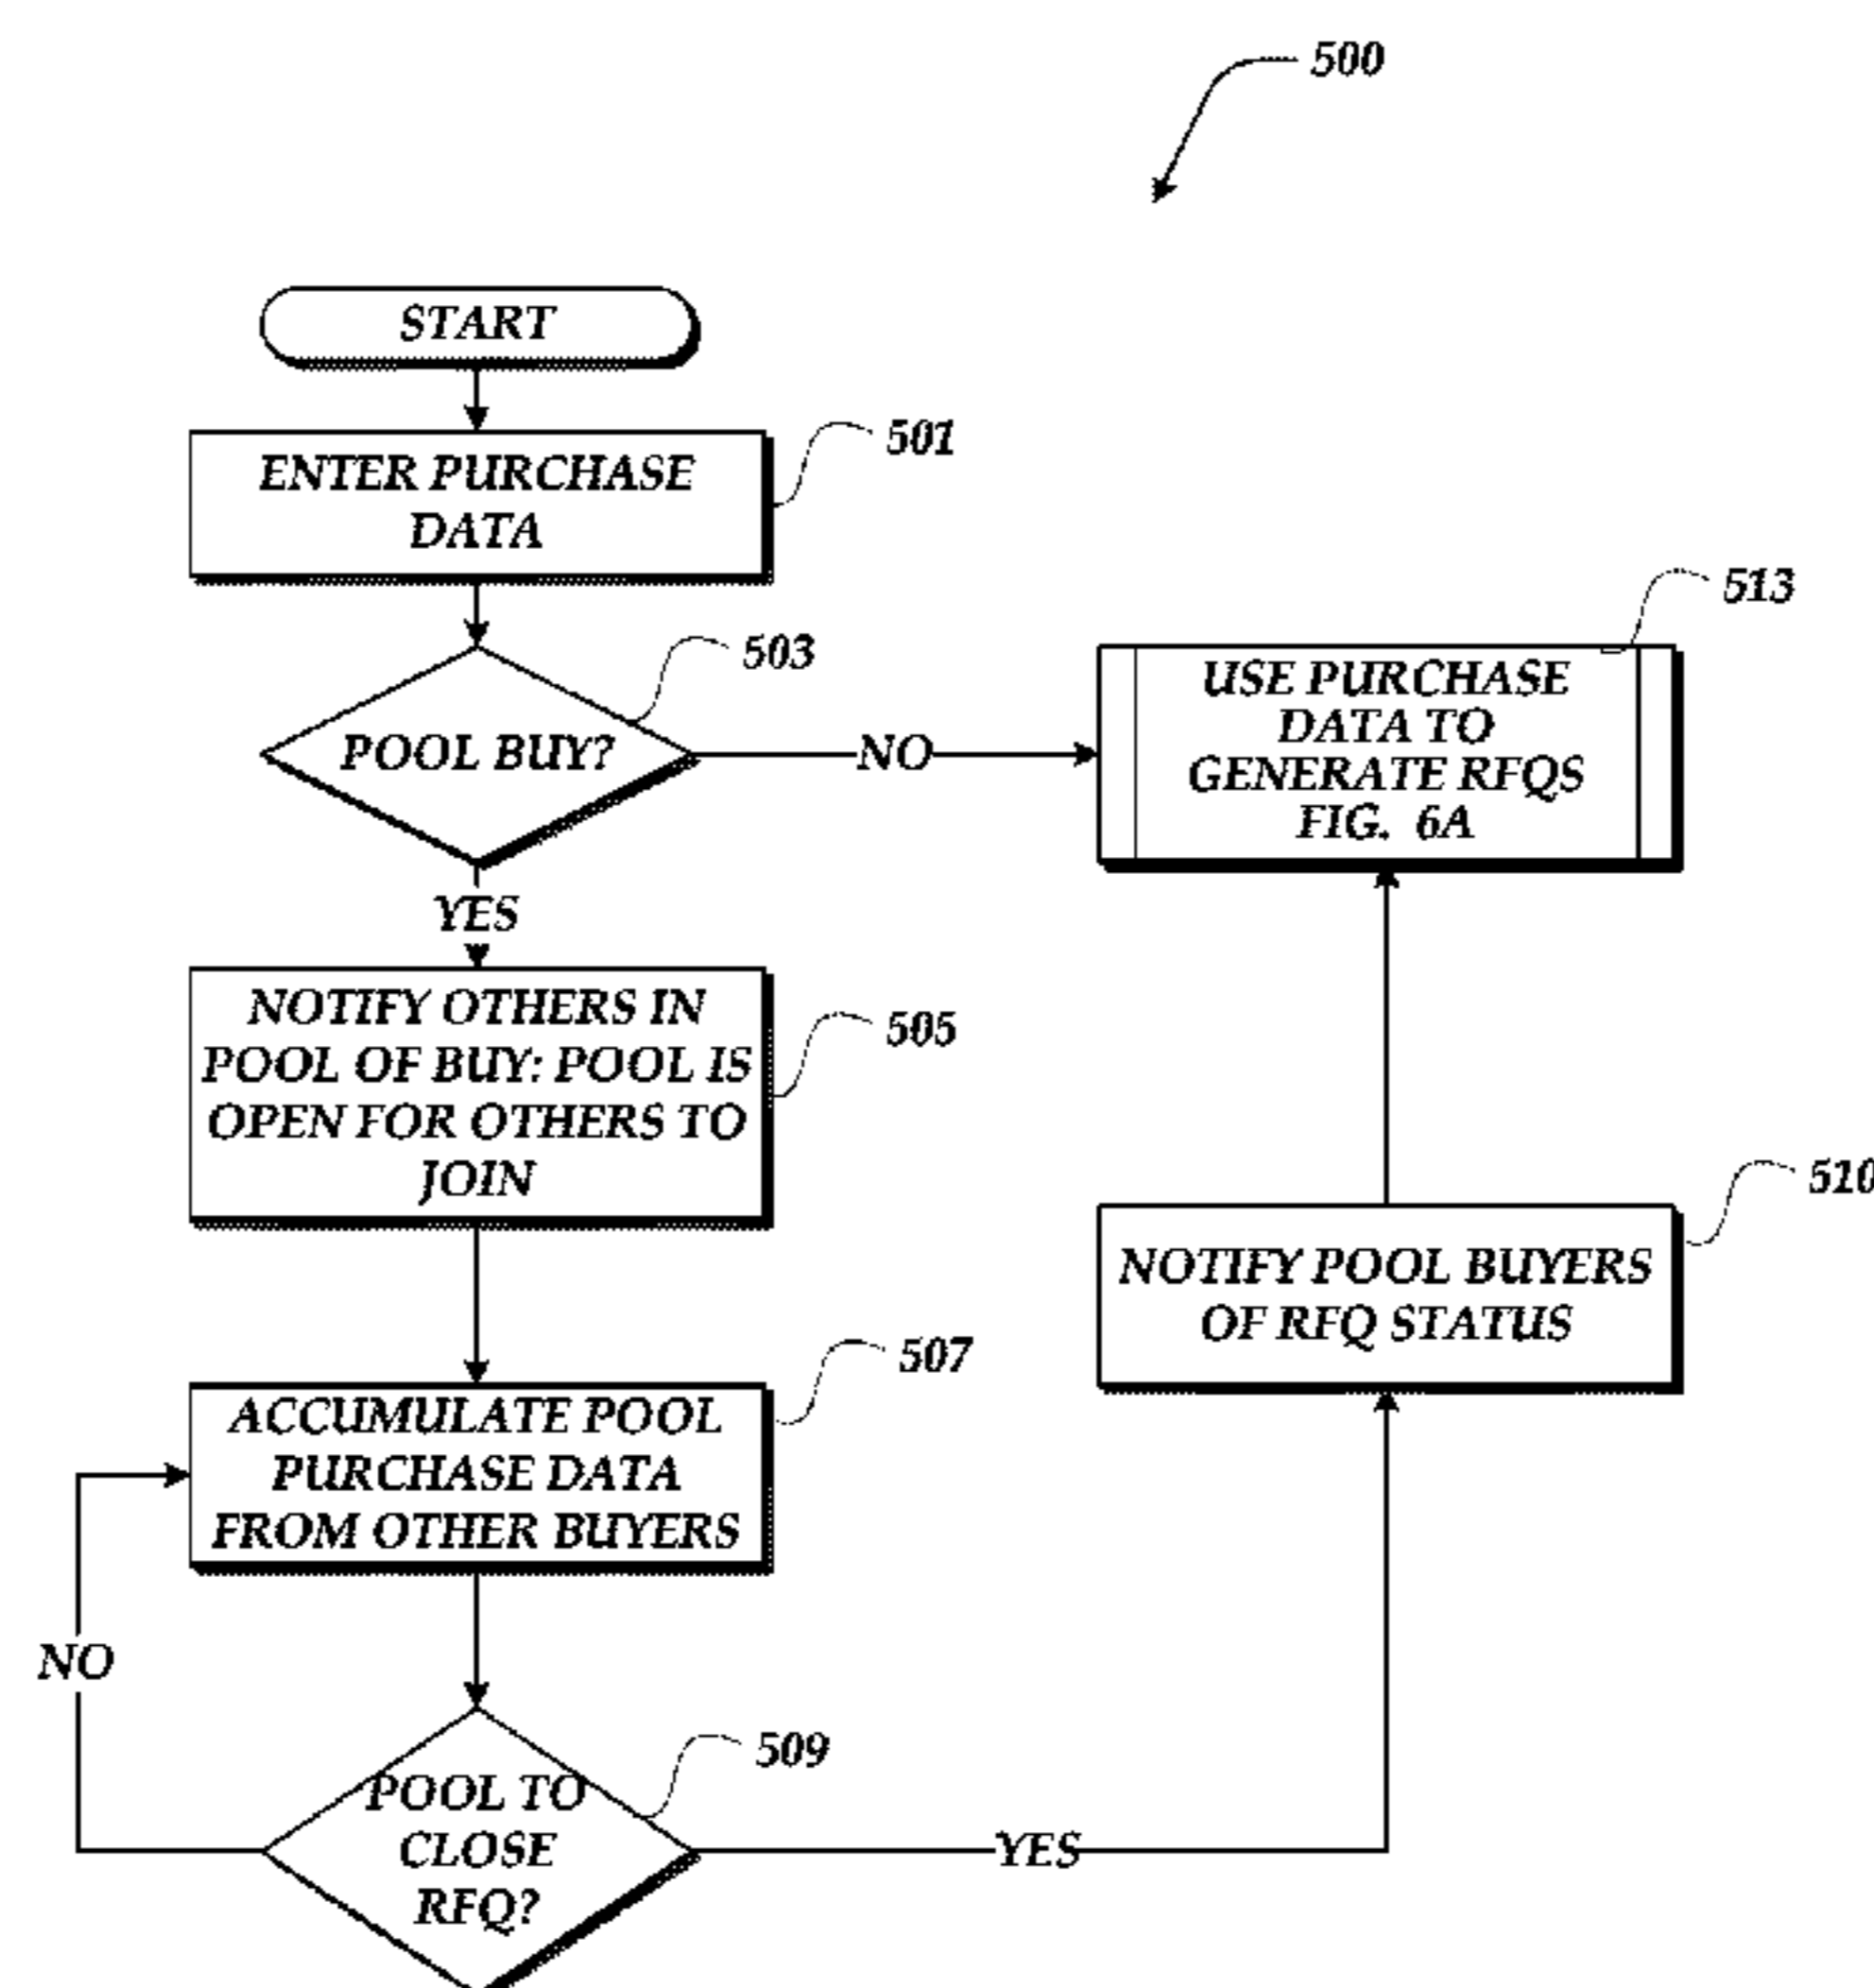 500
START
ENTER PURCHASE
DATA
501
POOL BUY?
503
NO
USE PURCHASE
DATA TO
GENERATE RFQS
FIG. 6A
513
YES
NOTIFY OTHERS IN
POOL OF BUY: POOL IS
OPEN FOR OTHERS TO
JOIN
505
NOTIFY POOL BUYERS
OF RFQ STATUS
510
ACCUMULATE POOL
PURCHASE DATA
FROM OTHER BUYERS
507
NO
POOL TO
CLOSE
RFQ?
509
YES